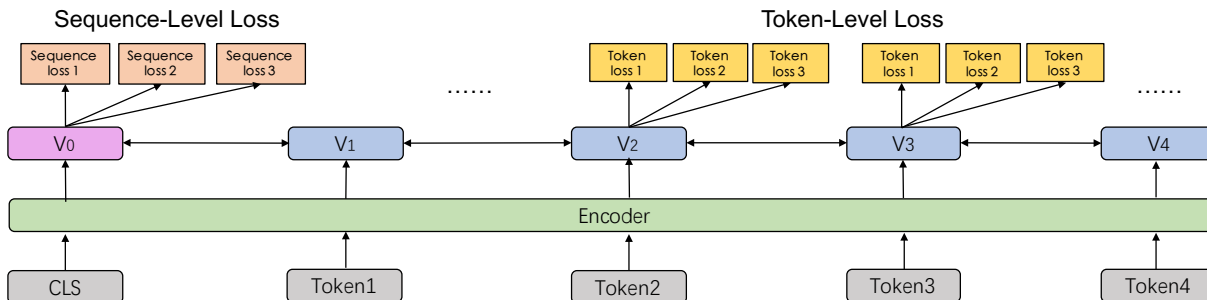 Sequence-Level Loss
Token-Level Loss
Sequence
loss 1
Sequence
loss 2
Sequence
loss 3
Token
loss 1
Token
loss 2
Token
loss 3
Token
loss 1
Token
loss 2
Token
loss 3
......
......
V0
V1
V2
V3
V4
Encoder
CLS
Token1
Token2
Token3
Token4